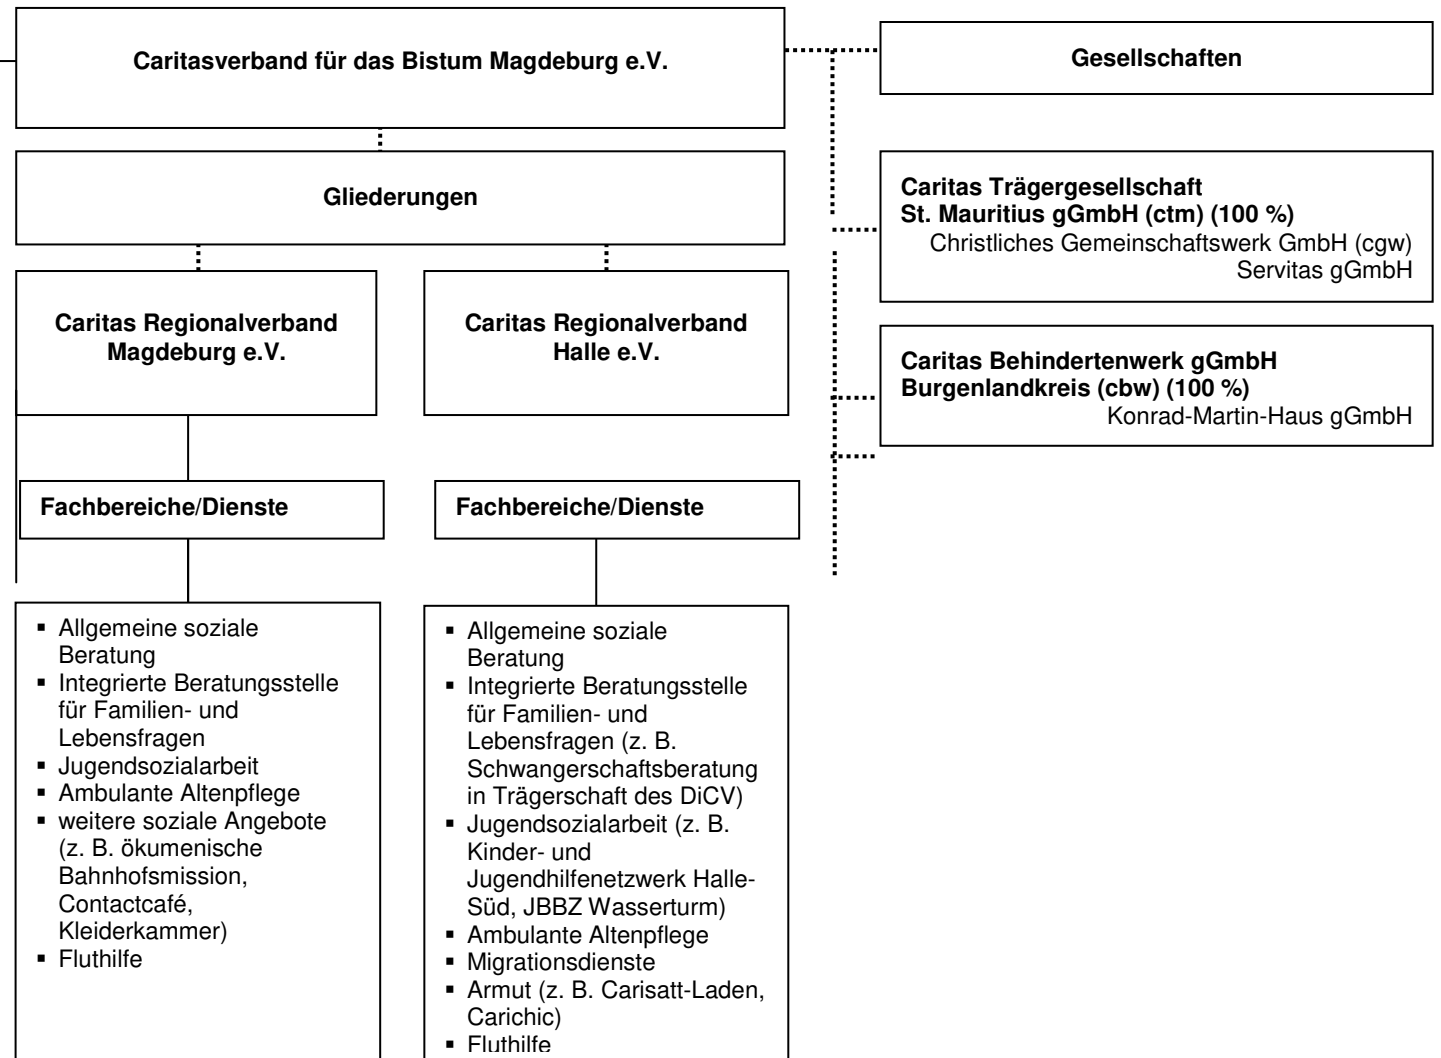 Caritasverband für das Bistum Magdeburg e.V.
Gesellschaften
Gliederungen
Caritas Trägergesellschaft
St. Mauritius gGmbH (ctm) (100 %)
Christliches Gemeinschaftswerk GmbH (cgw)
Servitas gGmbH
Caritas Regionalverband
Magdeburg e.V.
Caritas Regionalverband
Halle e.V.
Caritas Behindertenwerk gGmbH
Burgenlandkreis (cbw) (100 %)
Konrad-Martin-Haus gGmbH
Fachbereiche/Dienste
▪ Allgemeine soziale
Beratung
▪ Integrierte Beratungsstelle
für Familien- und
Lebensfragen
▪ Jugendsozialarbeit
▪ Ambulante Altenpflege
▪ weitere soziale Angebote
(z. B. ökumenische
Bahnhofsmission,
Contactcafé,
Kleiderkammer)
▪ Fluthilfe
Fachbereiche/Dienste
▪ Allgemeine soziale
Beratung
▪ Integrierte Beratungsstelle
für Familien- und
Lebensfragen (z. B.
Schwangerschaftsberatung
in Trägerschaft des DiCV)
▪ Jugendsozialarbeit (z. B.
Kinder- und
Jugendhilfenetzwerk Halle-
Süd, JBBZ Wasserturm)
▪ Ambulante Altenpflege
▪ Migrationsdienste
▪ Armut (z. B. Carisatt-Laden,
Carichic)
▪ Fluthilfe